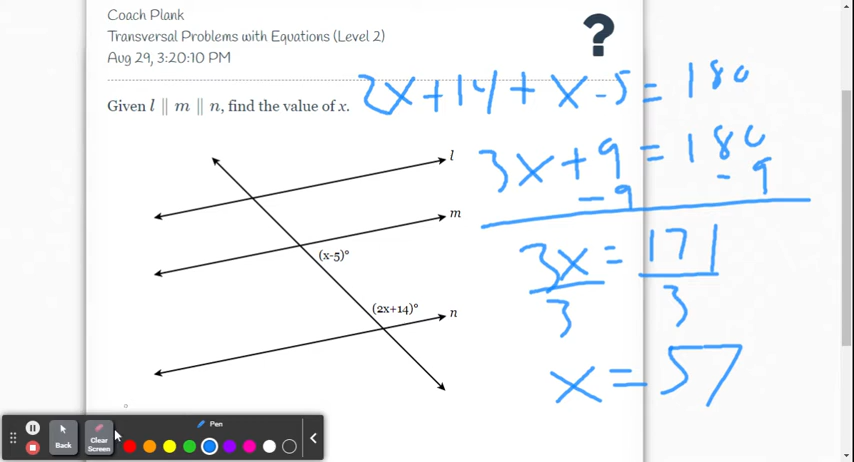 Coach Plank
Transversal Problems with Equations (Level 2)
Aug 29, 3:20:10 PM
?
Given l ∥ m ∥ n, find the value of x.
2x+14+x-5=180
3x+9=180
-9 -9
3x=171
3 3
x=57
l
m
(x-5)°
(2x+14)°
n
Pen
Back
Clear Screen